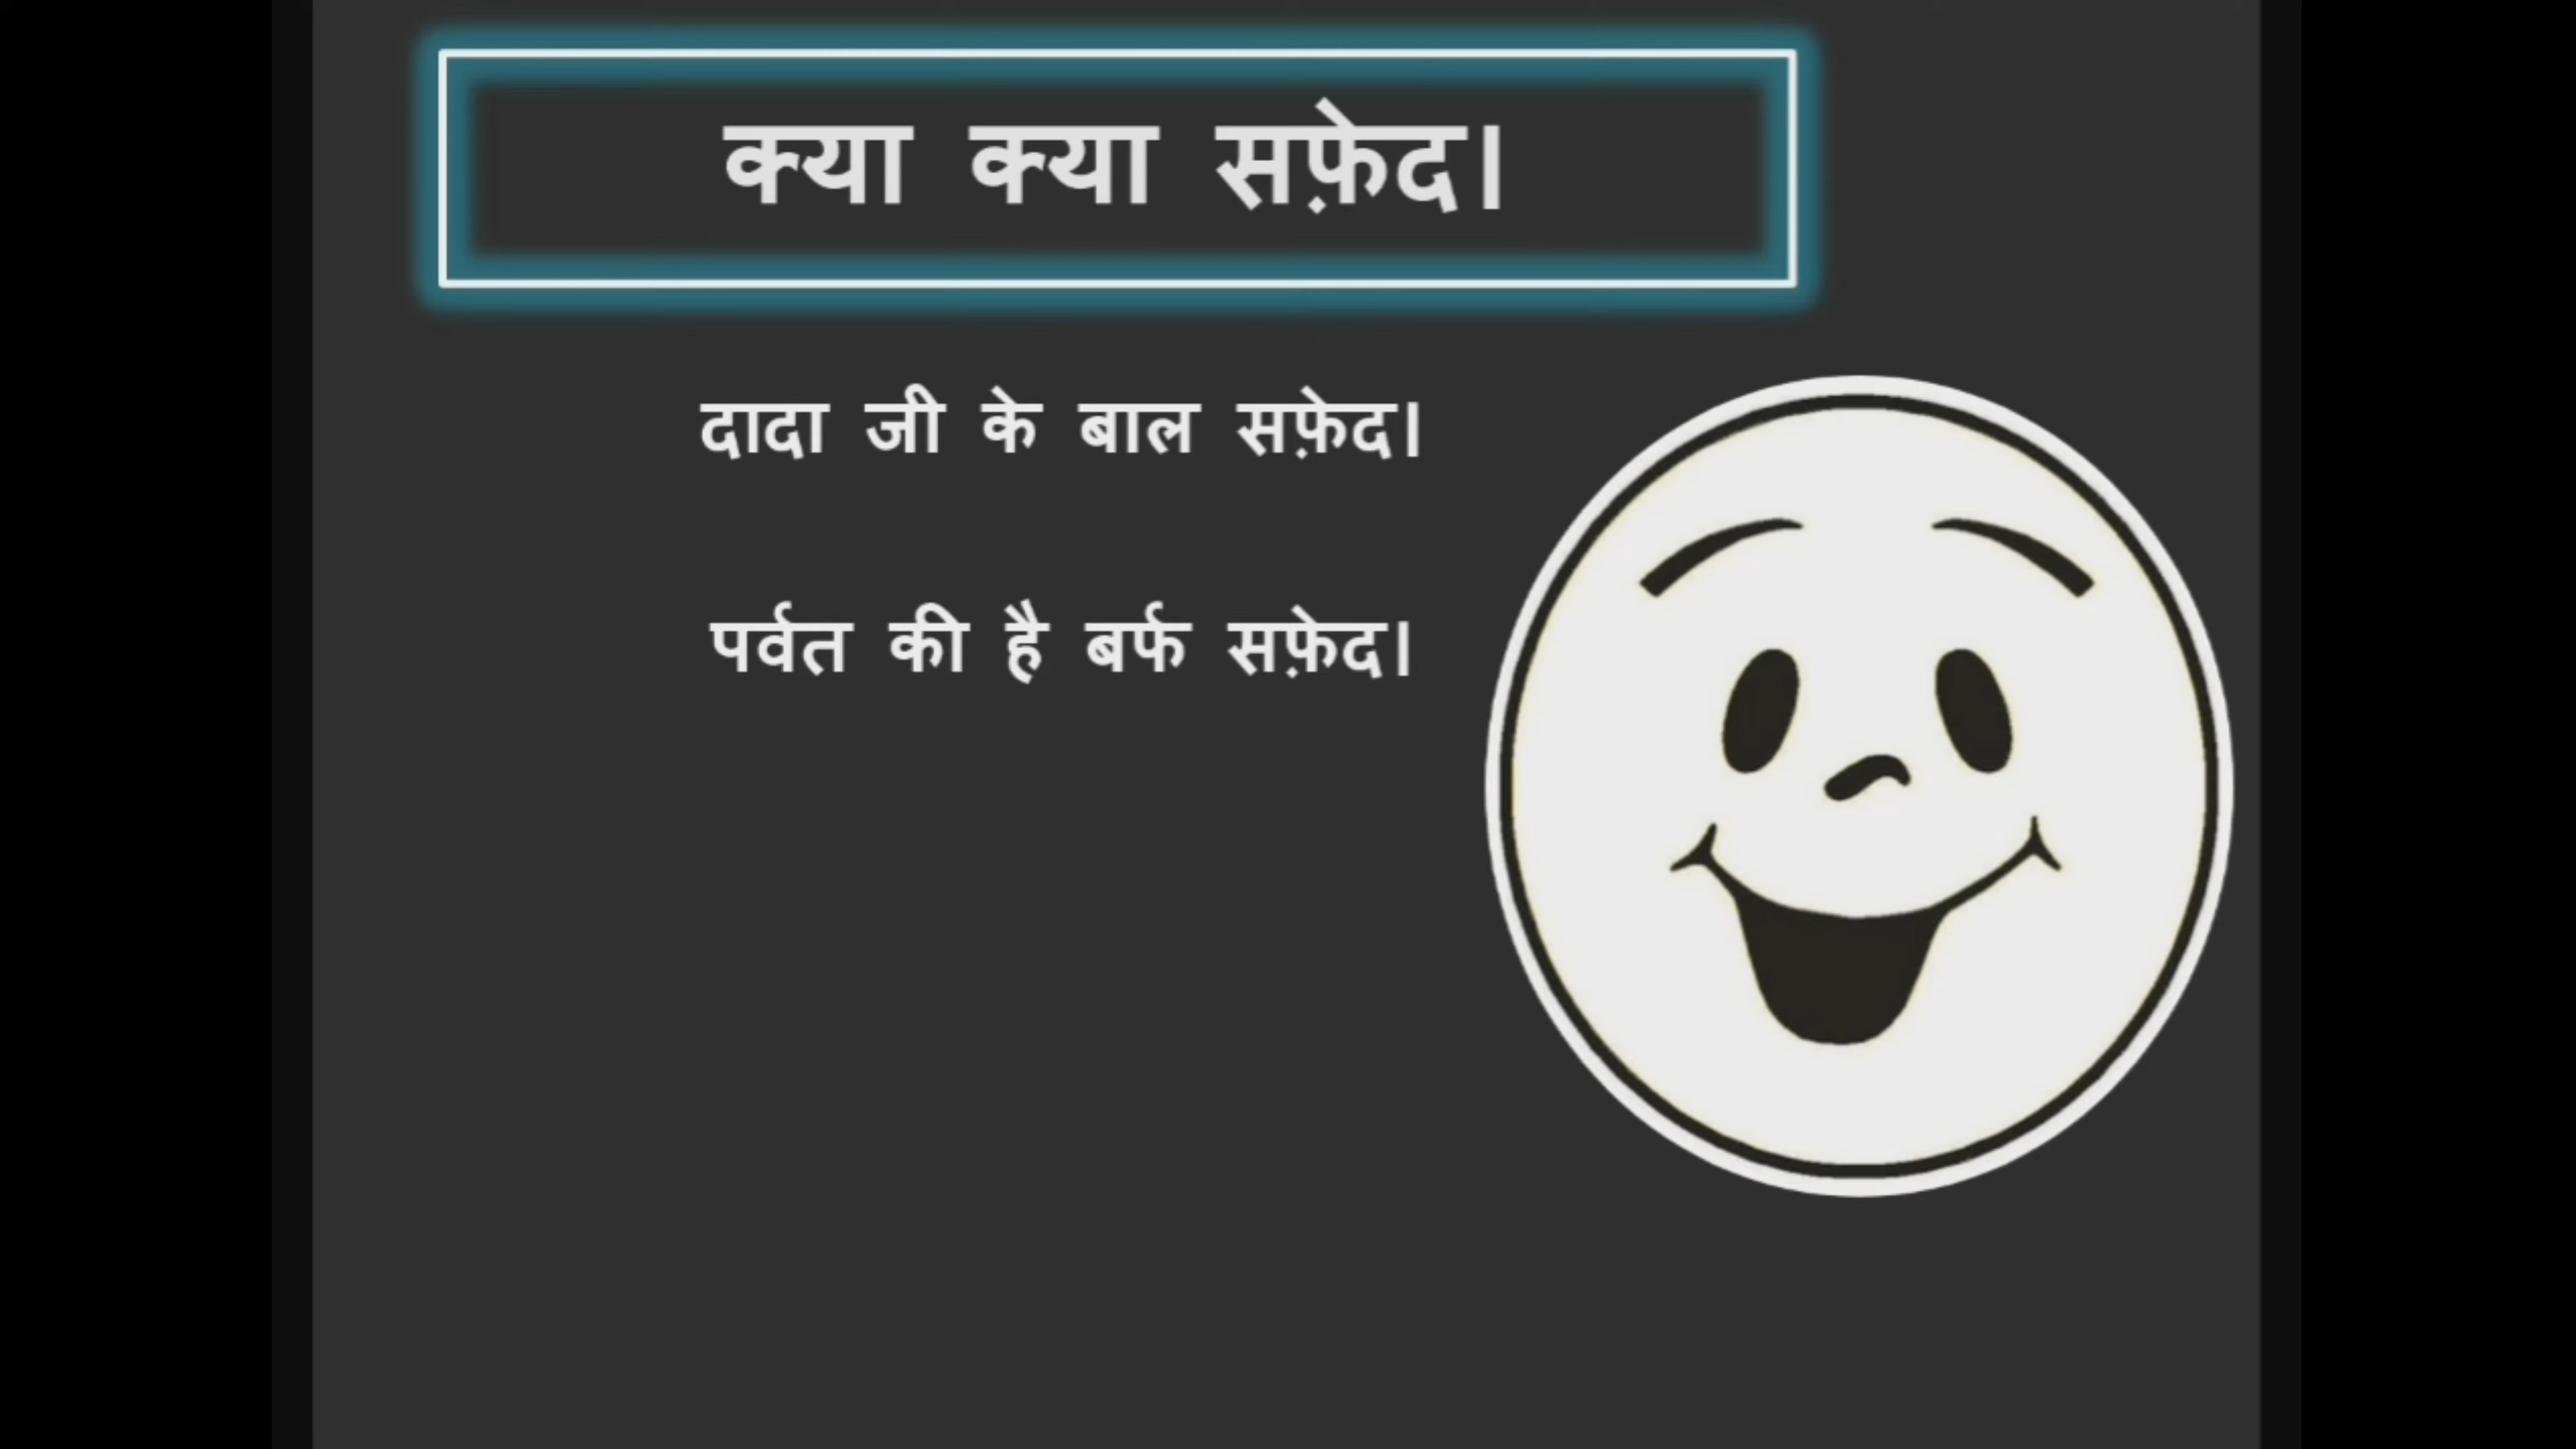 क्या क्या सफ़ेद।
दादा जी के बाल सफ़ेद।
पर्वत की है बर्फ सफ़ेद।